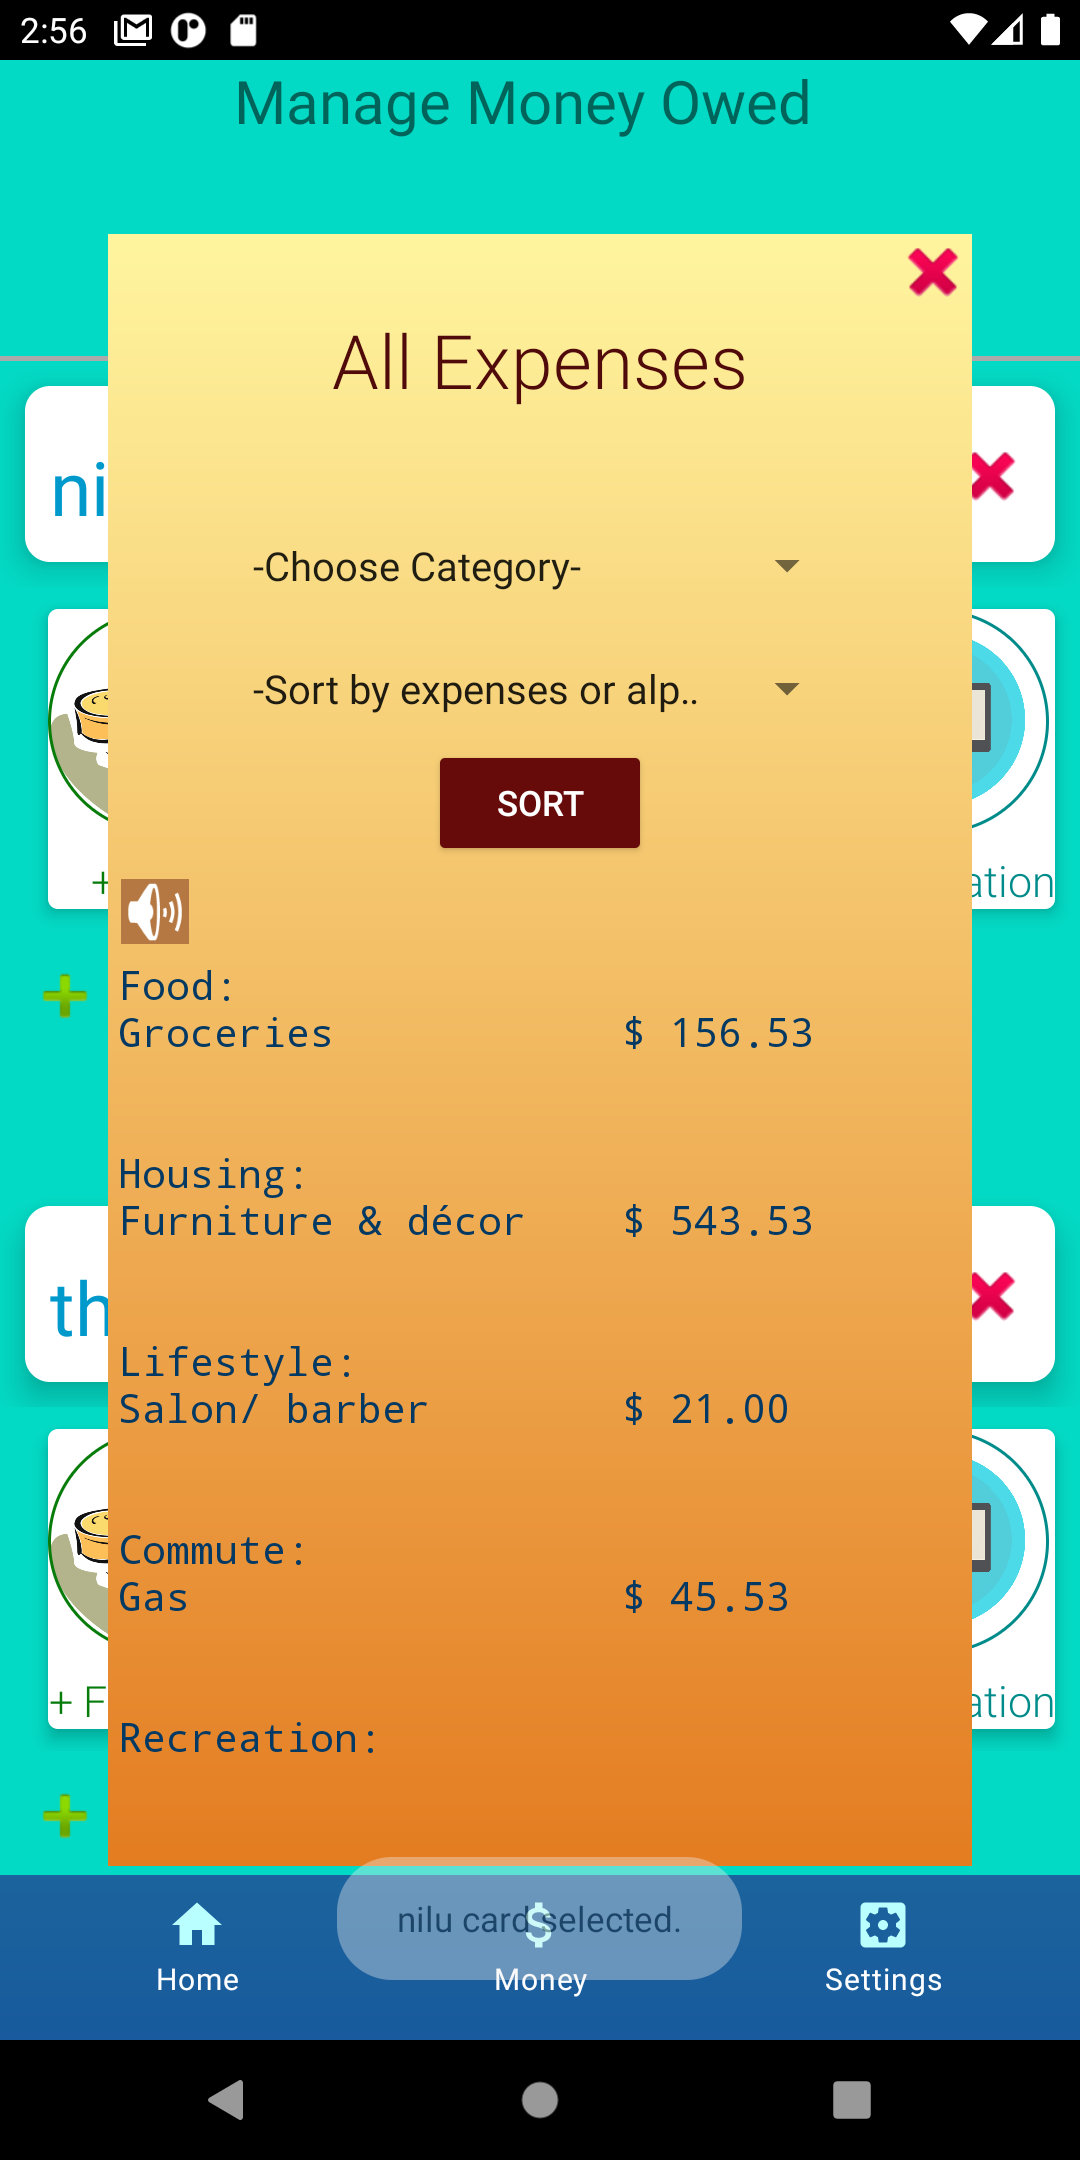 2:56
Manage Money Owed
All Expenses
ni
-Choose Category-
-Sort by expenses or alp..
SORT
+
ation
Food:
Groceries $ 156.53
Housing:
Furniture & décor $ 543.53
th
Lifestyle:
Salon/ barber $ 21.00
Commute:
Gas $ 45.53
+ F
ation
Recreation:
nilu card selected.
Home
Money
Settings